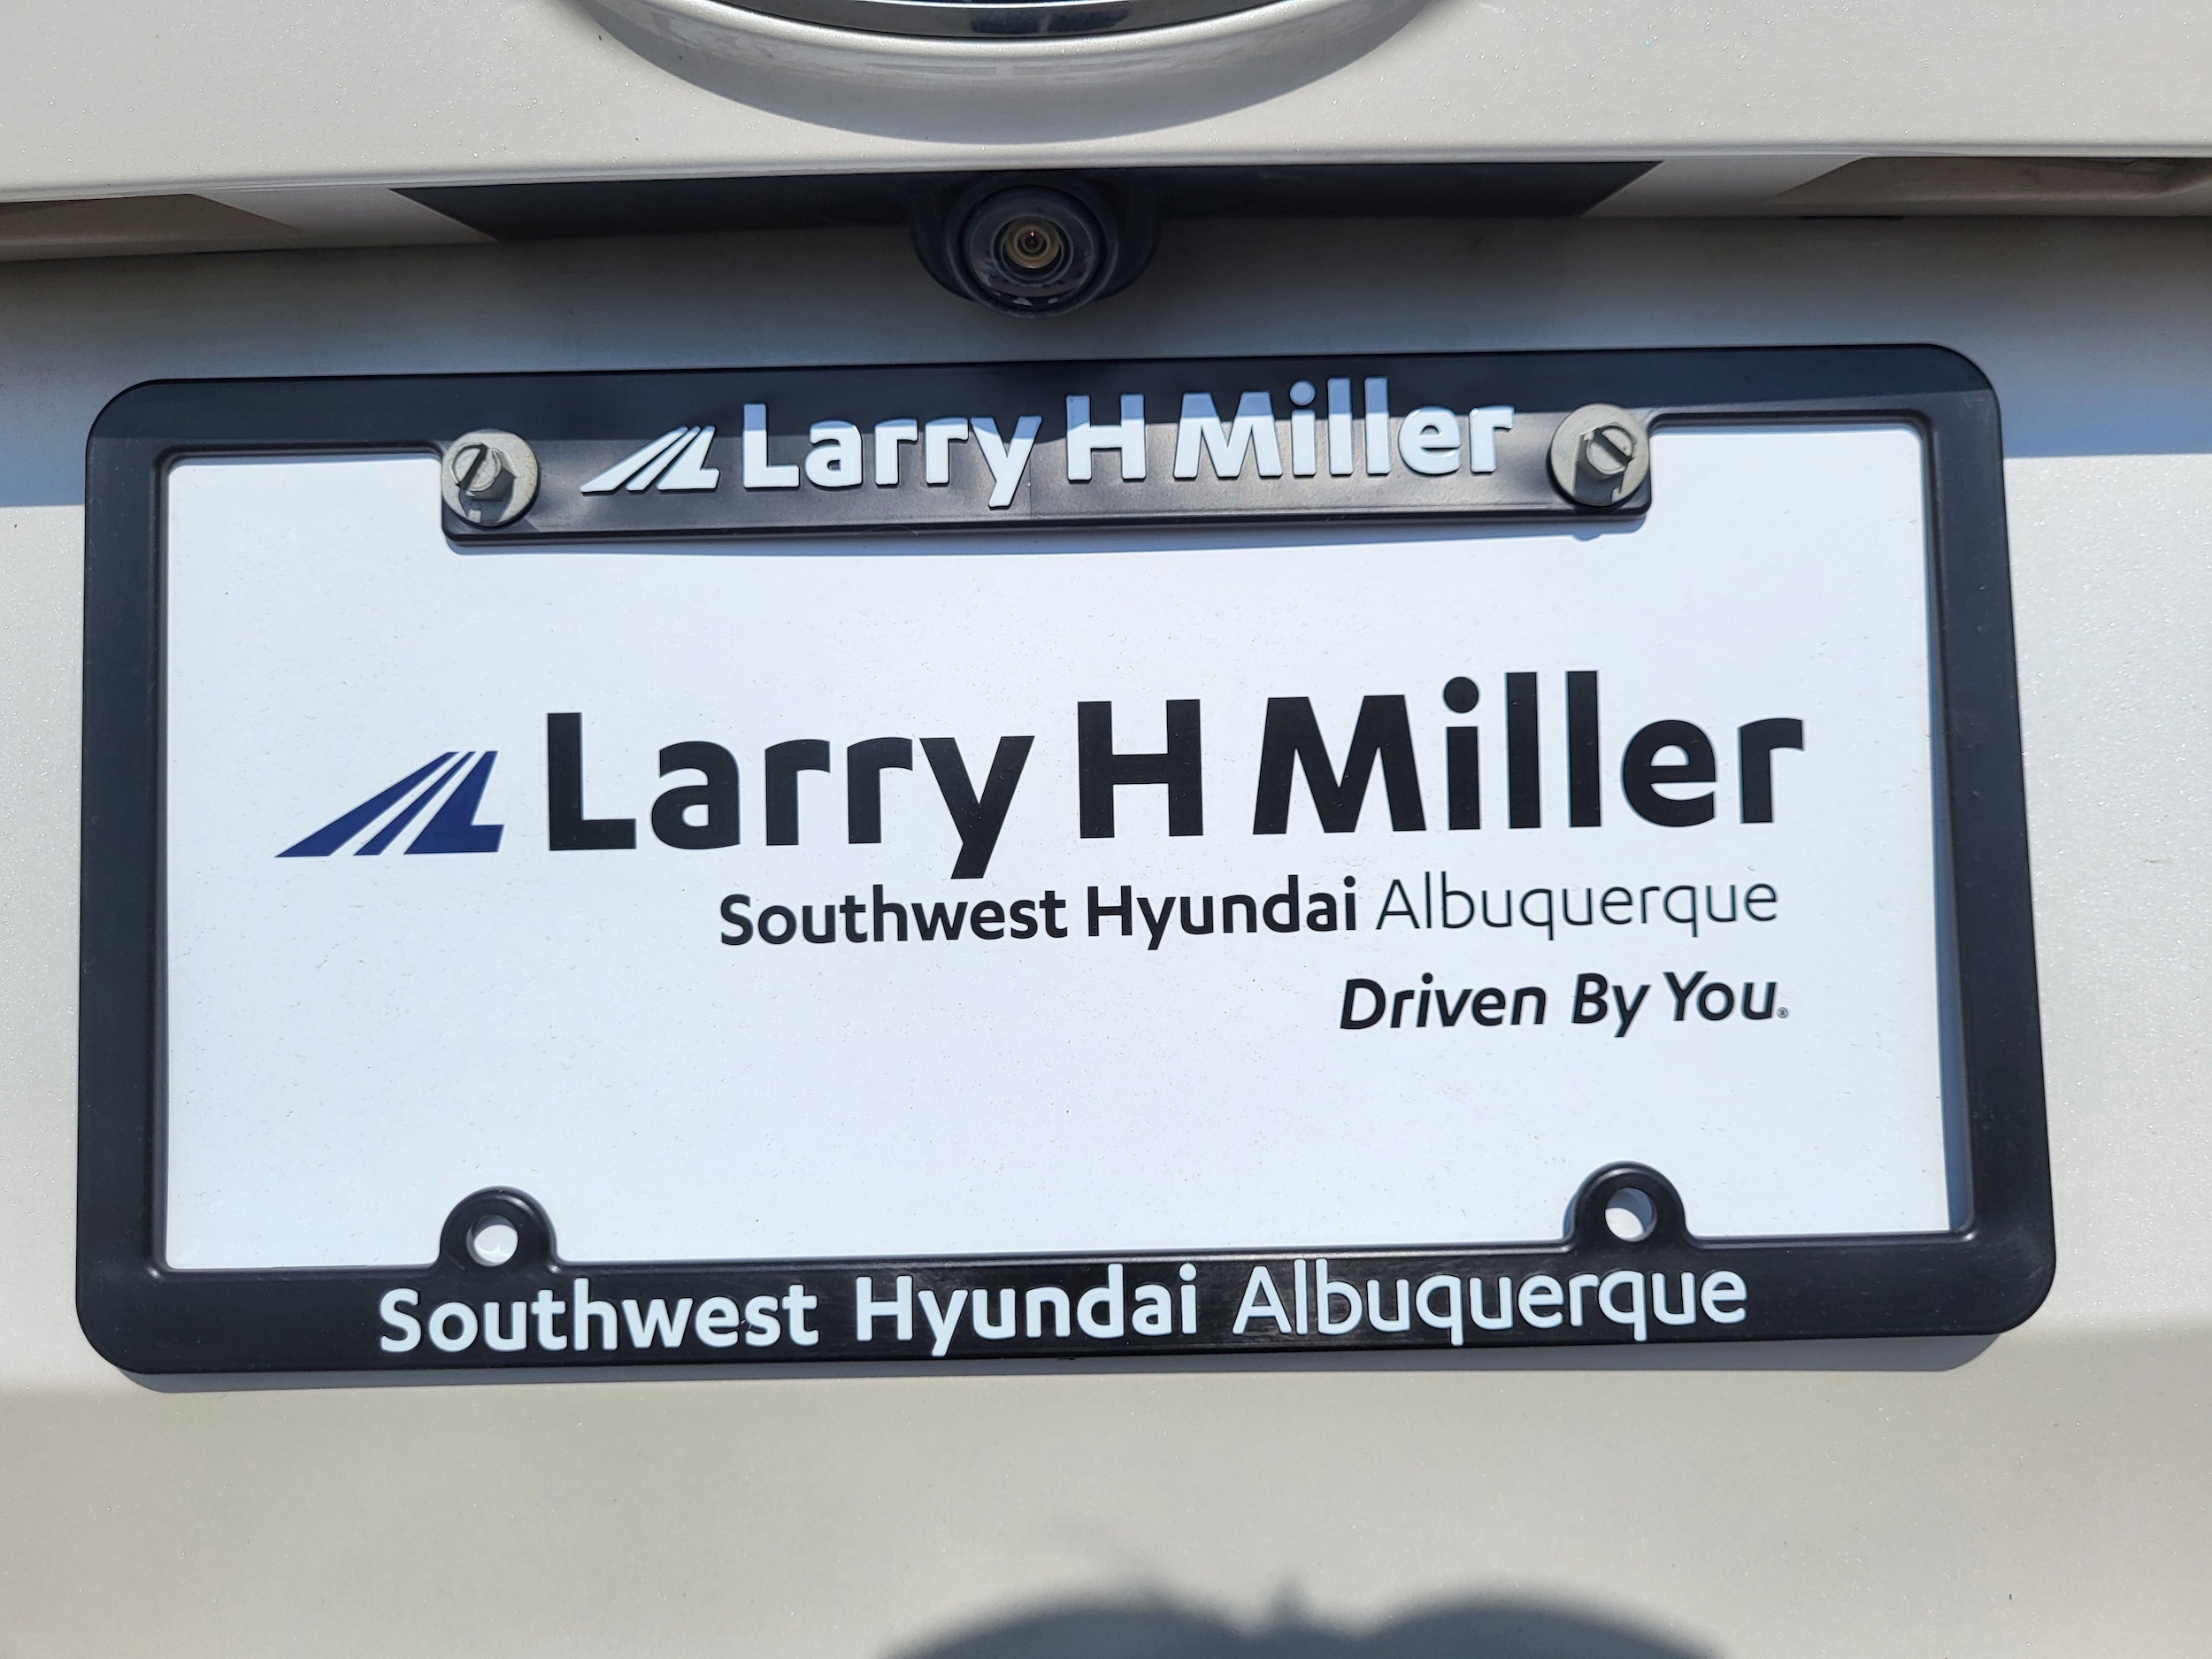 Larry H Miller
Larry H Miller
Southwest Hyundai Albuquerque
Driven By You®
Southwest Hyundai Albuquerque